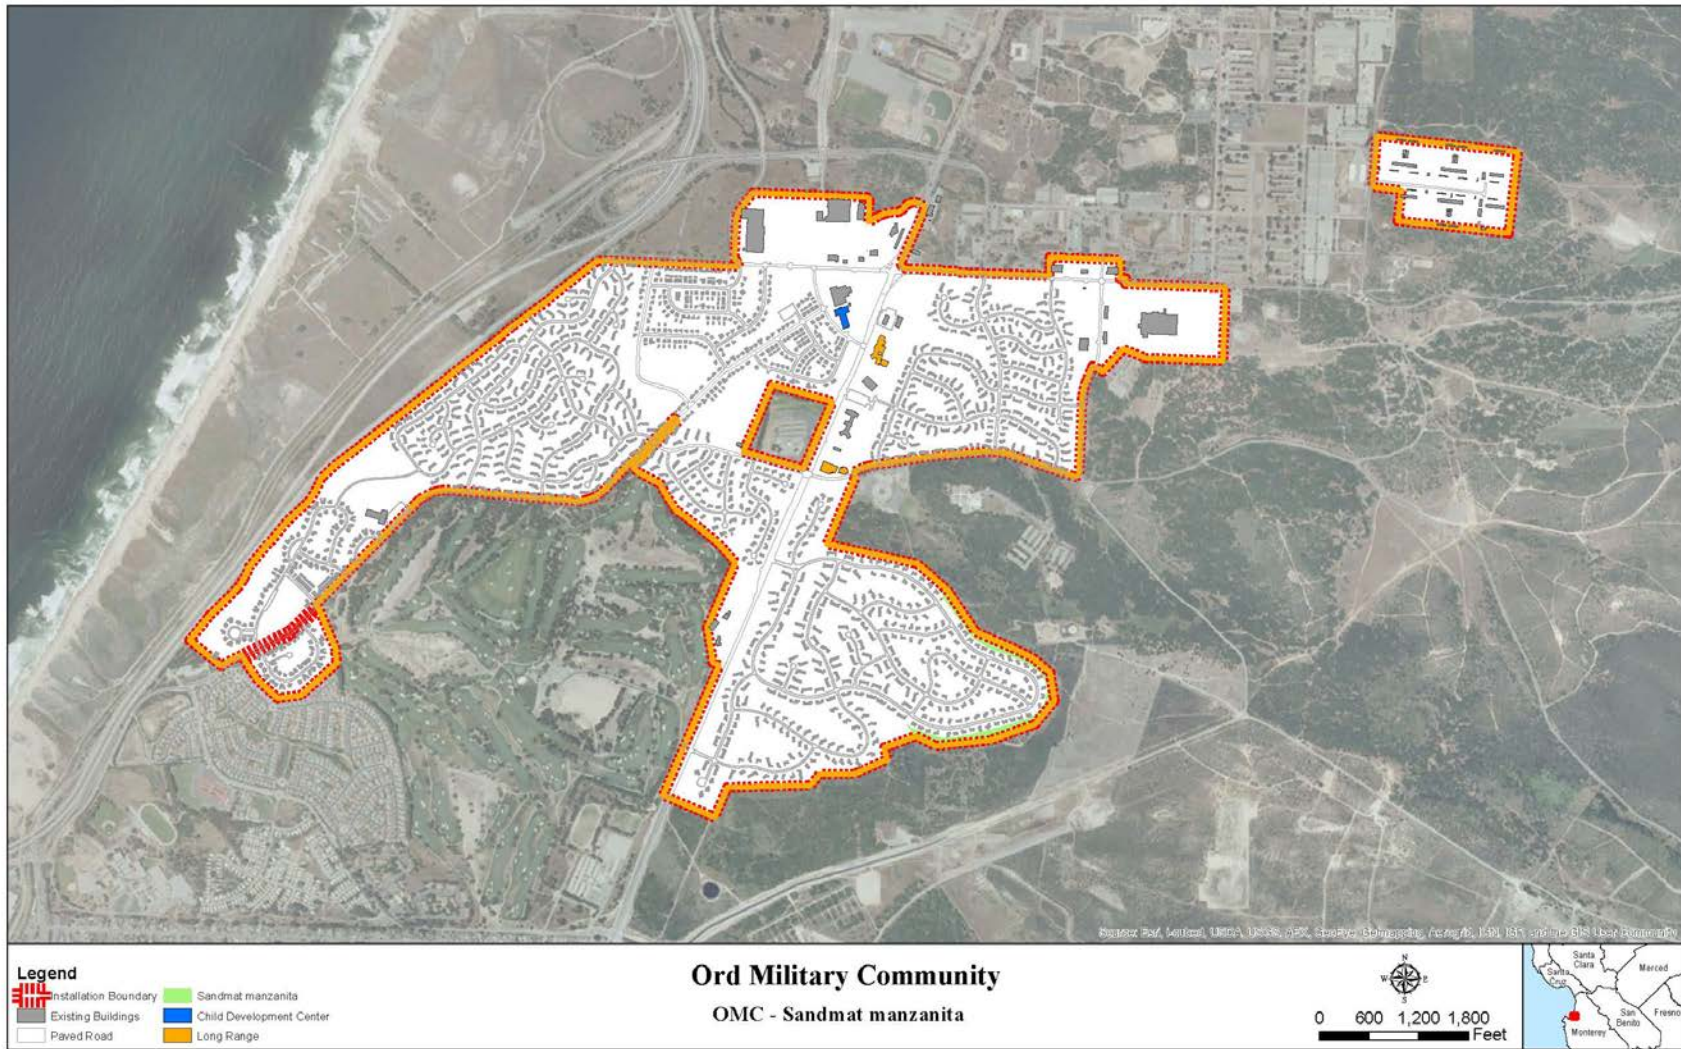 Legend
Installation Boundary
Existing Buildings
Paved Road
Sandmat manzanita
Child Development Center
Long Range
Ord Military Community
OMC - Sandmat manzanita
N
W E
S
0 600 1,200 1,800
Feet
Santa Clara
Santa Cruz
Merced
San Benito
Fresno
Monterey